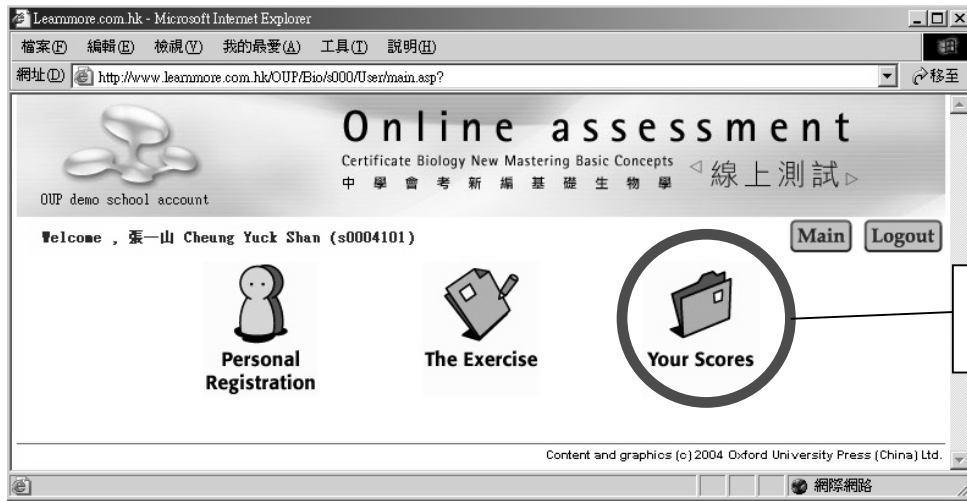 Learnmore.com.hk - Microsoft Internet Explorer
檔案(F) 編輯(E) 檢視(V) 我的最愛(A) 工具(T) 說明(H)
網址(D) http://www.learnmore.com.hk/OUP/Bio/s000/User/main.asp? 移至
Online assessment
Certificate Biology New Mastering Basic Concepts
中學會考新編基礎生物學
線上測試
OUP demo school account
Welcome , 張一山 Cheung Yuck Shan (s0004101)
Main Logout
Personal Registration
The Exercise
Your Scores
Content and graphics (c) 2004 Oxford University Press (China) Ltd.
網際網路